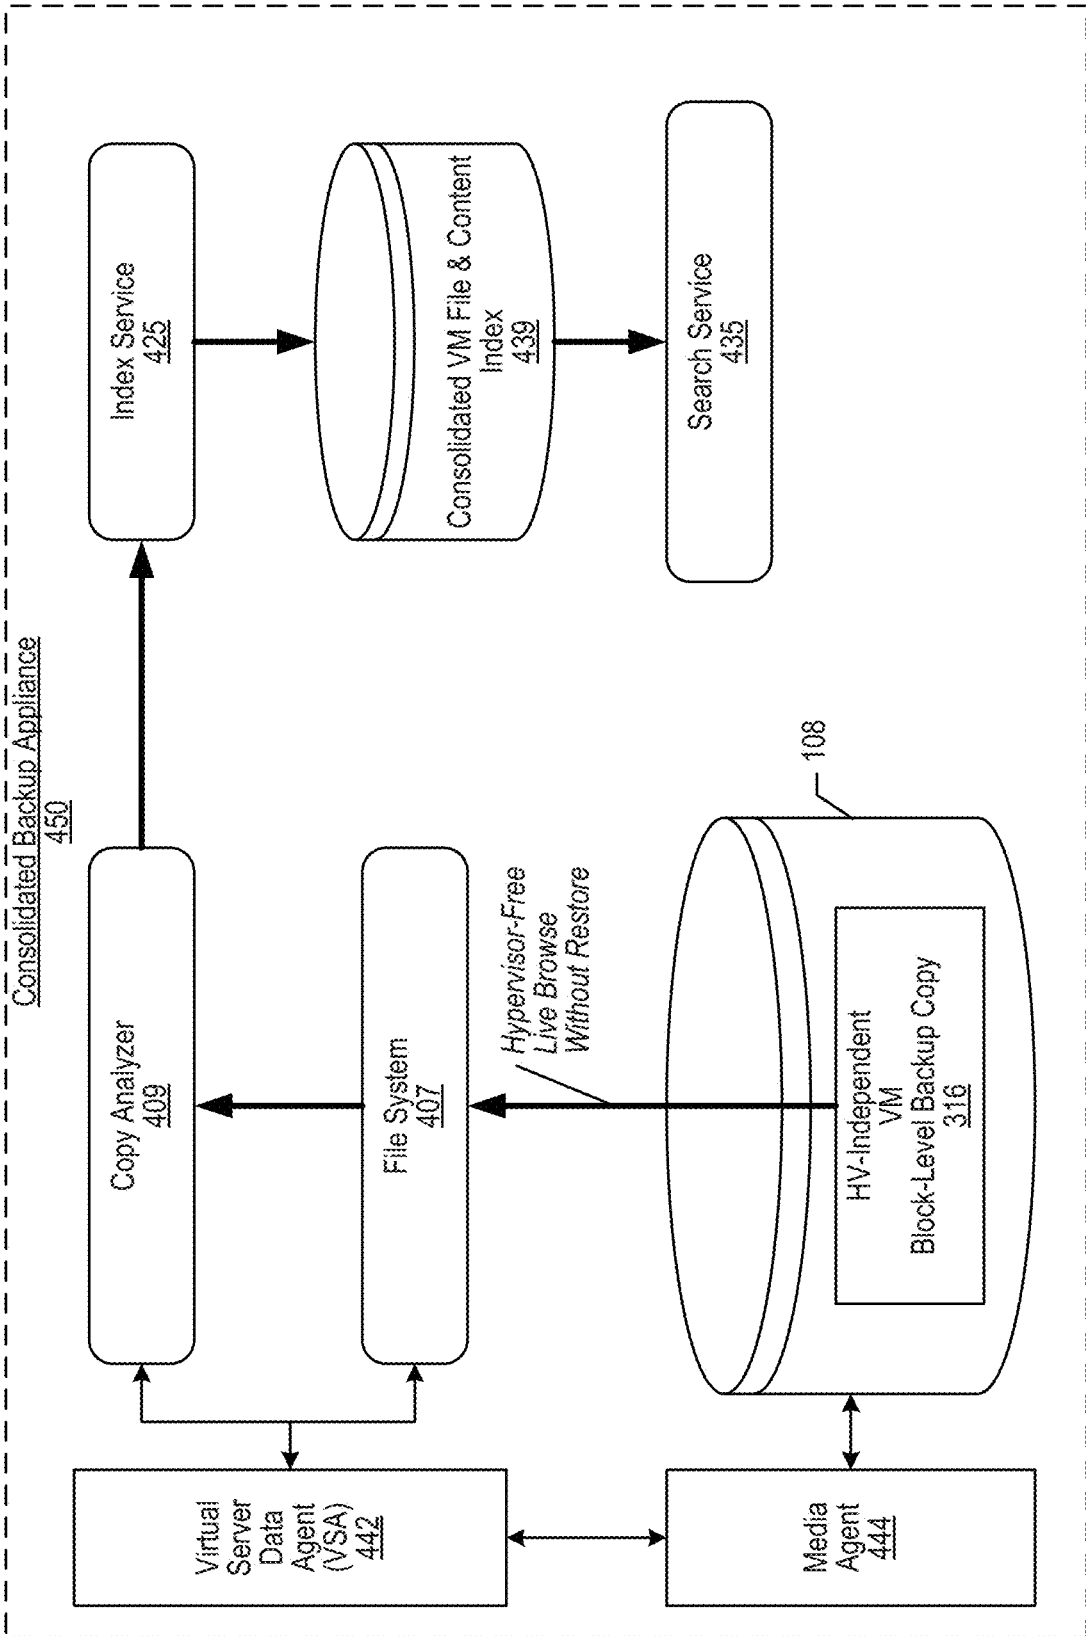 Consolidated Backup Appliance
450
Virtual
Server
Data
Agent
(VSA)
442
Copy Analyzer
409
Index Service
425
File System
407
Consolidated VM File & Content
Index
439
Hypervisor-Free
Live Browse
Without Restore
Media
Agent
444
108
HV-Independent
VM
Block-Level Backup Copy
316
Search Service
435